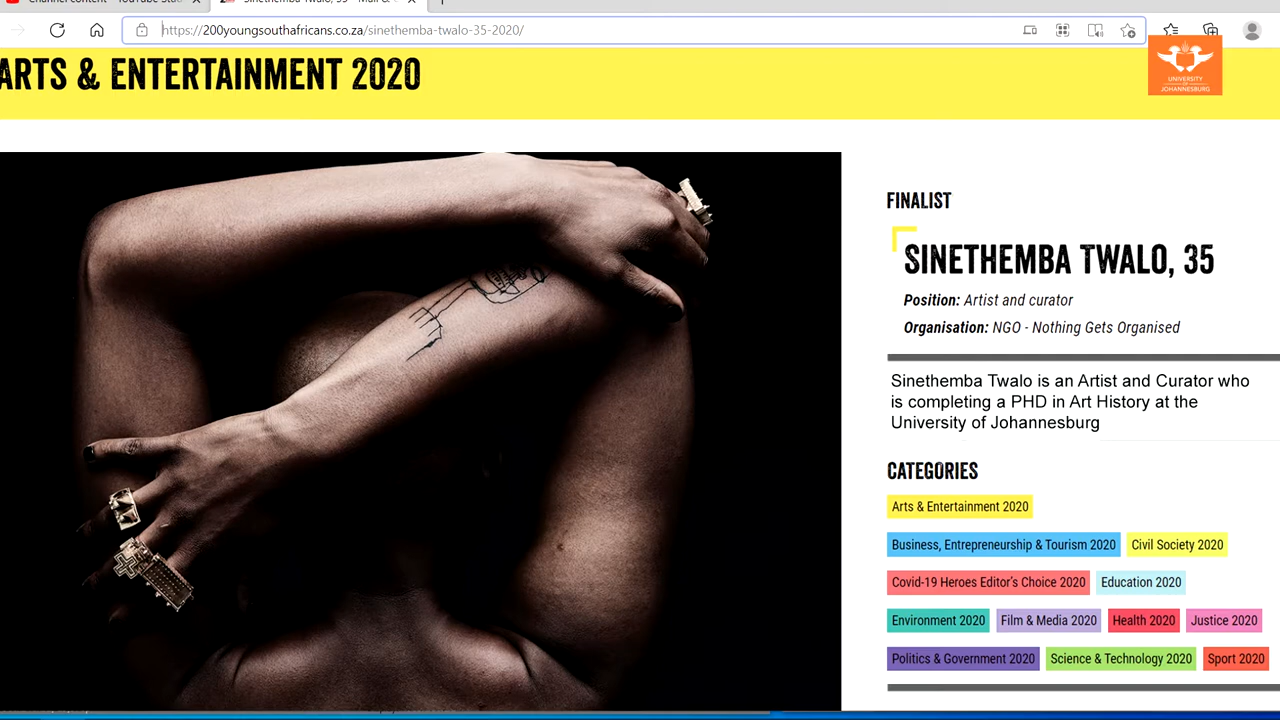 https://200youngsouthafricans.co.za/sinethemba-twalo-35-2020/
ARTS & ENTERTAINMENT 2020
UNIVERSITY
OF
JOHANNESBURG
FINALIST
SINETHEMBA TWALO, 35
Position: Artist and curator
Organisation: NGO - Nothing Gets Organised
Sinethemba Twalo is an Artist and Curator who
is completing a PHD in Art History at the
University of Johannesburg
CATEGORIES
Arts & Entertainment 2020
Business, Entrepreneurship & Tourism 2020 Civil Society 2020
Covid-19 Heroes Editor's Choice 2020 Education 2020
Environment 2020 Film & Media 2020 Health 2020 Justice 2020
Politics & Government 2020 Science & Technology 2020 Sport 2020